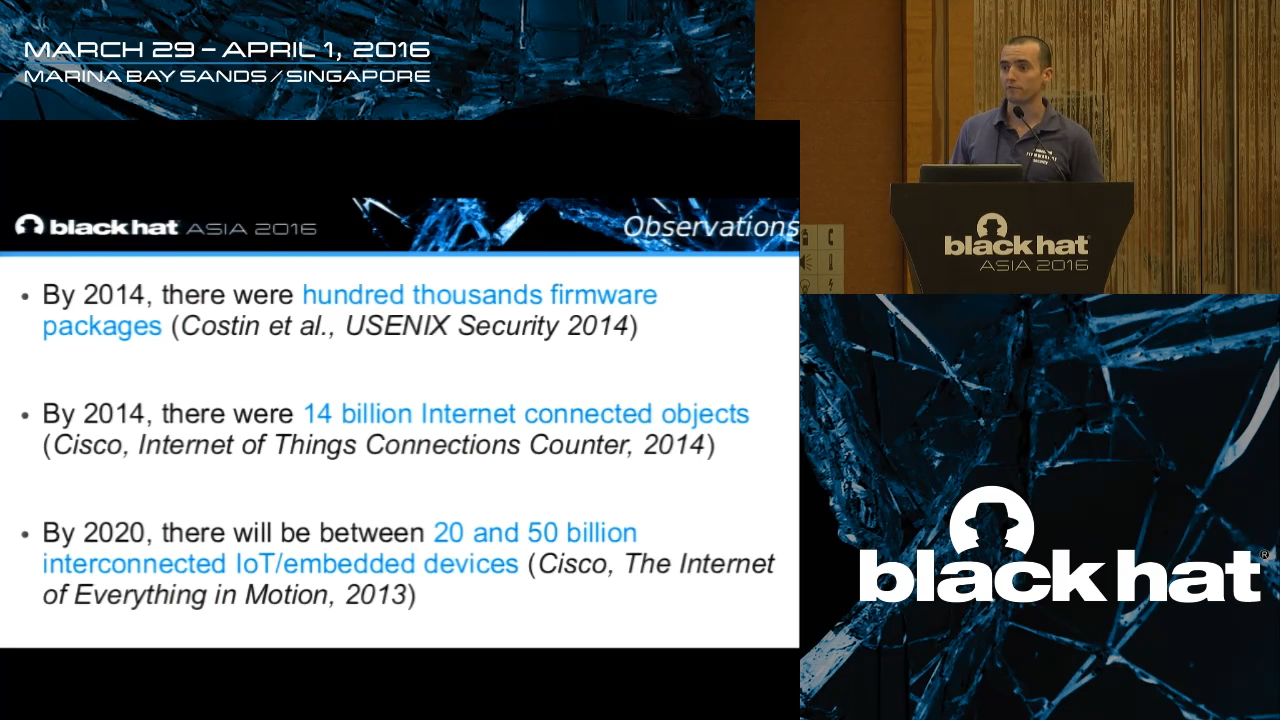 MARCH 29 – APRIL 1, 2016
MARINA BAY SANDS / SINGAPORE
black hat ASIA 2016
Observations
• By 2014, there were hundred thousands firmware
packages (Costin et al., USENIX Security 2014)
• By 2014, there were 14 billion Internet connected objects
(Cisco, Internet of Things Connections Counter, 2014)
• By 2020, there will be between 20 and 50 billion
interconnected IoT/embedded devices (Cisco, The Internet
of Everything in Motion, 2013)
black hat
ASIA 2016
black hat®